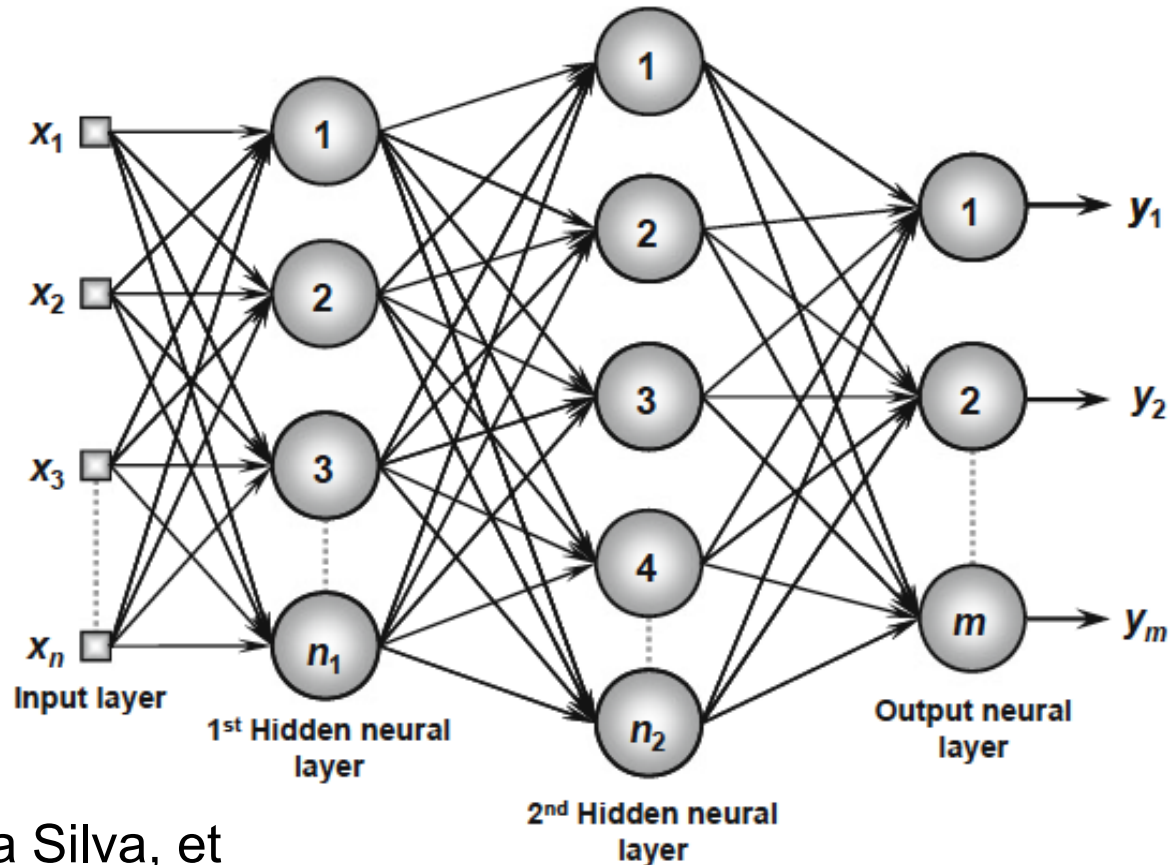 x1
x2
x3
xn
Input layer
1
2
3
n1
1st Hidden neural
layer
1
2
3
4
n2
2nd Hidden neural
layer
1
2
m
Output neural
layer
y1
y2
ym
a Silva, et